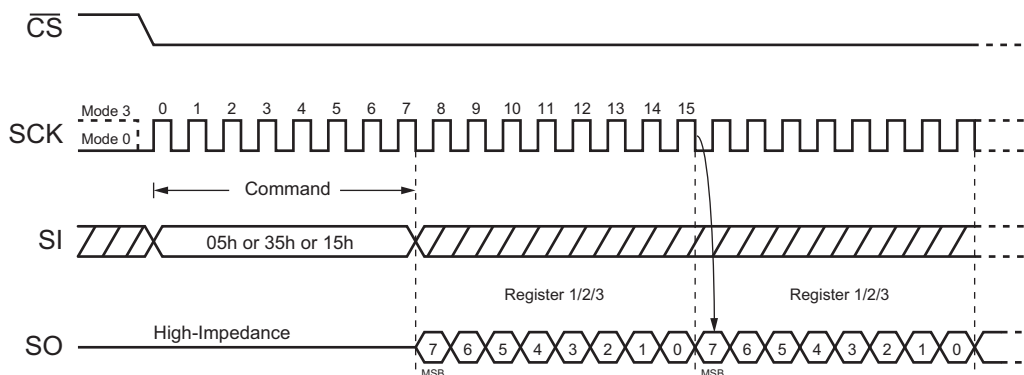 CS
Mode 3
0 1 2 3 4 5 6 7 8 9 10 11 12 13 14 15
SCK
Mode 0
Command
SI
05h or 35h or 15h
Register 1/2/3 Register 1/2/3
High-Impedance
SO
7 6 5 4 3 2 1 0 7 6 5 4 3 2 1 0
MSB MSB